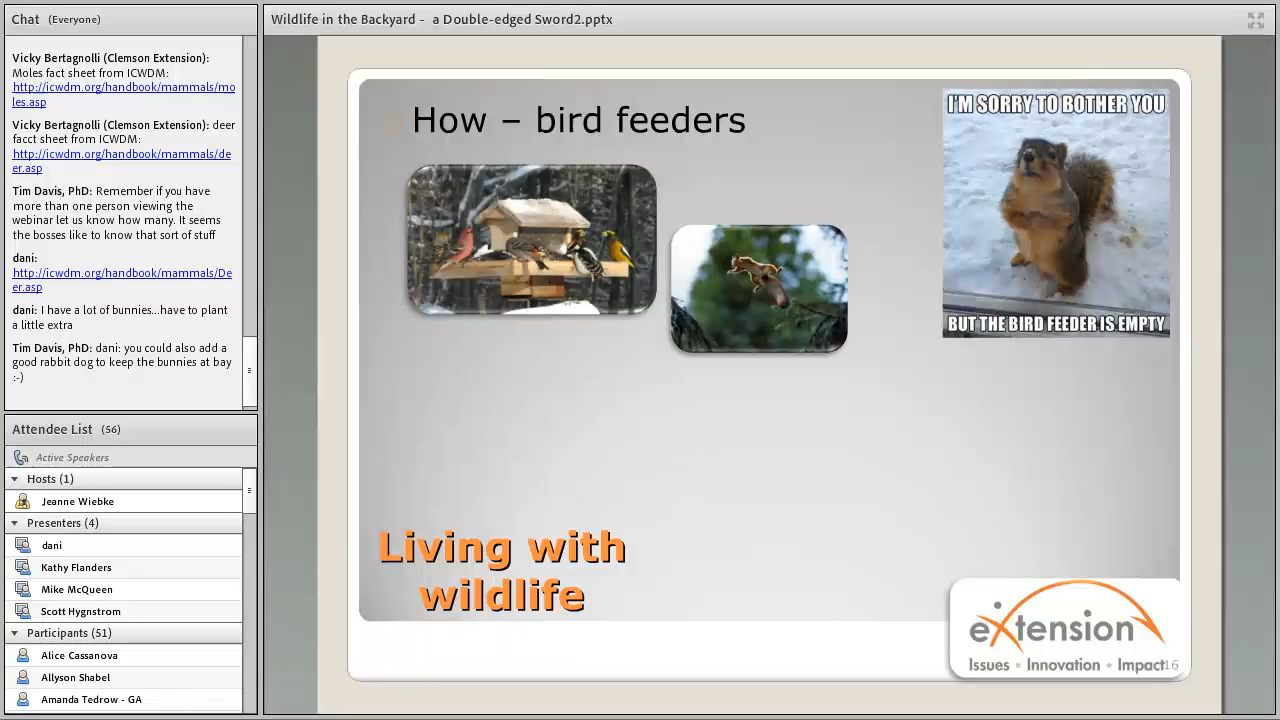 Chat (Everyone)
Vicky Bertagnolli (Clemson Extension):
Moles fact sheet from ICWDM:
http://icwdm.org/handbook/mammals/mo
les.asp
Vicky Bertagnolli (Clemson Extension): deer
facct sheet from ICWDM:
http://icwdm.org/handbook/mammals/de
er.asp
Tim Davis, PhD: Remember if you have
more than one person viewing the
webinar let us know how many. It seems
the bosses like to know that sort of stuff
dani:
http://icwdm.org/handbook/mammals/De
er.asp
dani: I have a lot of bunnies...have to plant
a little extra
Tim Davis, PhD: dani: you could also add a
good rabbit dog to keep the bunnies at bay
:-)
Attendee List (56)
Active Speakers
Hosts (1)
Jeanne Wiebke
Presenters (4)
dani
Kathy Flanders
Mike McQueen
Scott Hygnstrom
Participants (51)
Alice Cassanova
Allyson Shabel
Amanda Tedrow - GA
Wildlife in the Backyard - a Double-edged Sword2.pptx
How – bird feeders
I'M SORRY TO BOTHER YOU
BUT THE BIRD FEEDER IS EMPTY
Living with
wildlife
eXtension
Issues • Innovation • Impact
16